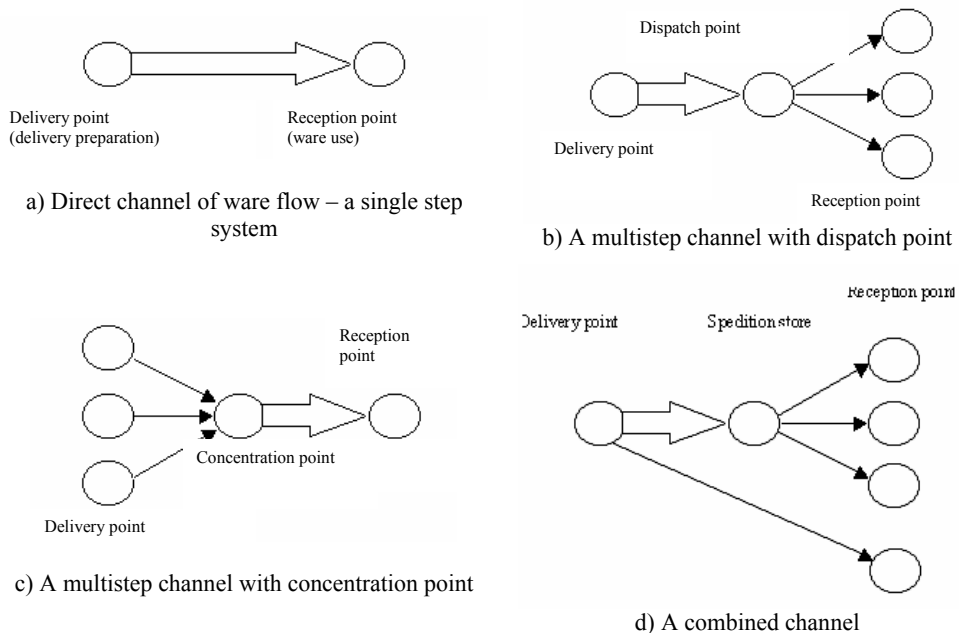 Delivery point
(delivery preparation)
Reception point
(ware use)
a) Direct channel of ware flow – a single step
system
Dispatch point
Delivery point
Reception point
b) A multistep channel with dispatch point
Reception
point
Concentration point
Delivery point
c) A multistep channel with concentration point
Reception point
Delivery point
Spedition store
d) A combined channel